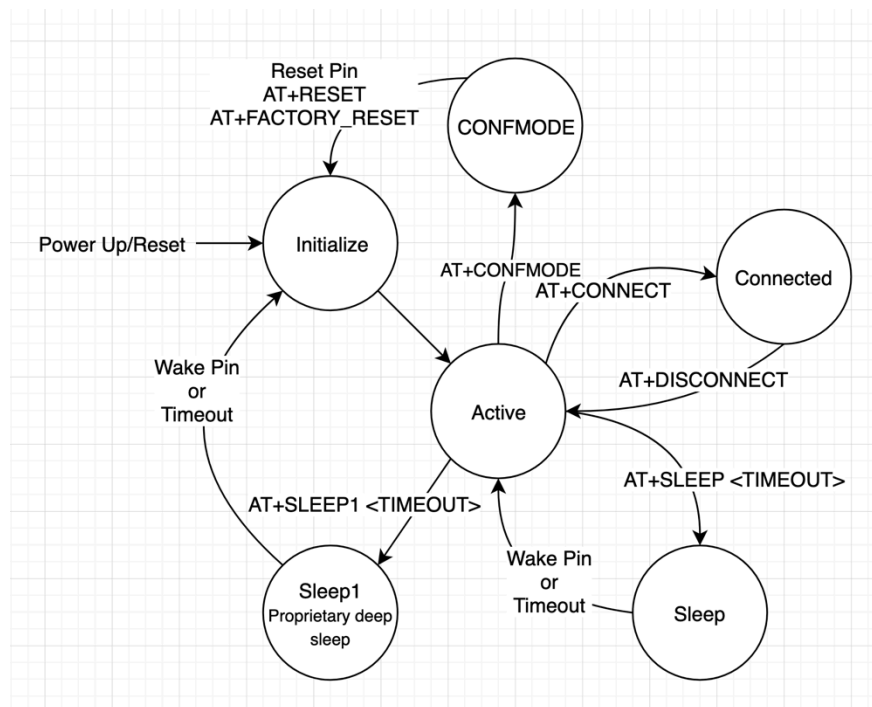 Reset Pin
AT+RESET
AT+FACTORY_RESET
CONFMODE
Power Up/Reset
Initialize
AT+CONFMODE
AT+CONNECT
Connected
Wake Pin
or
Timeout
AT+DISCONNECT
Active
AT+SLEEP <TIMEOUT>
AT+SLEEP1 <TIMEOUT>
Wake Pin
or
Timeout
Sleep1
Proprietary deep
sleep
Sleep